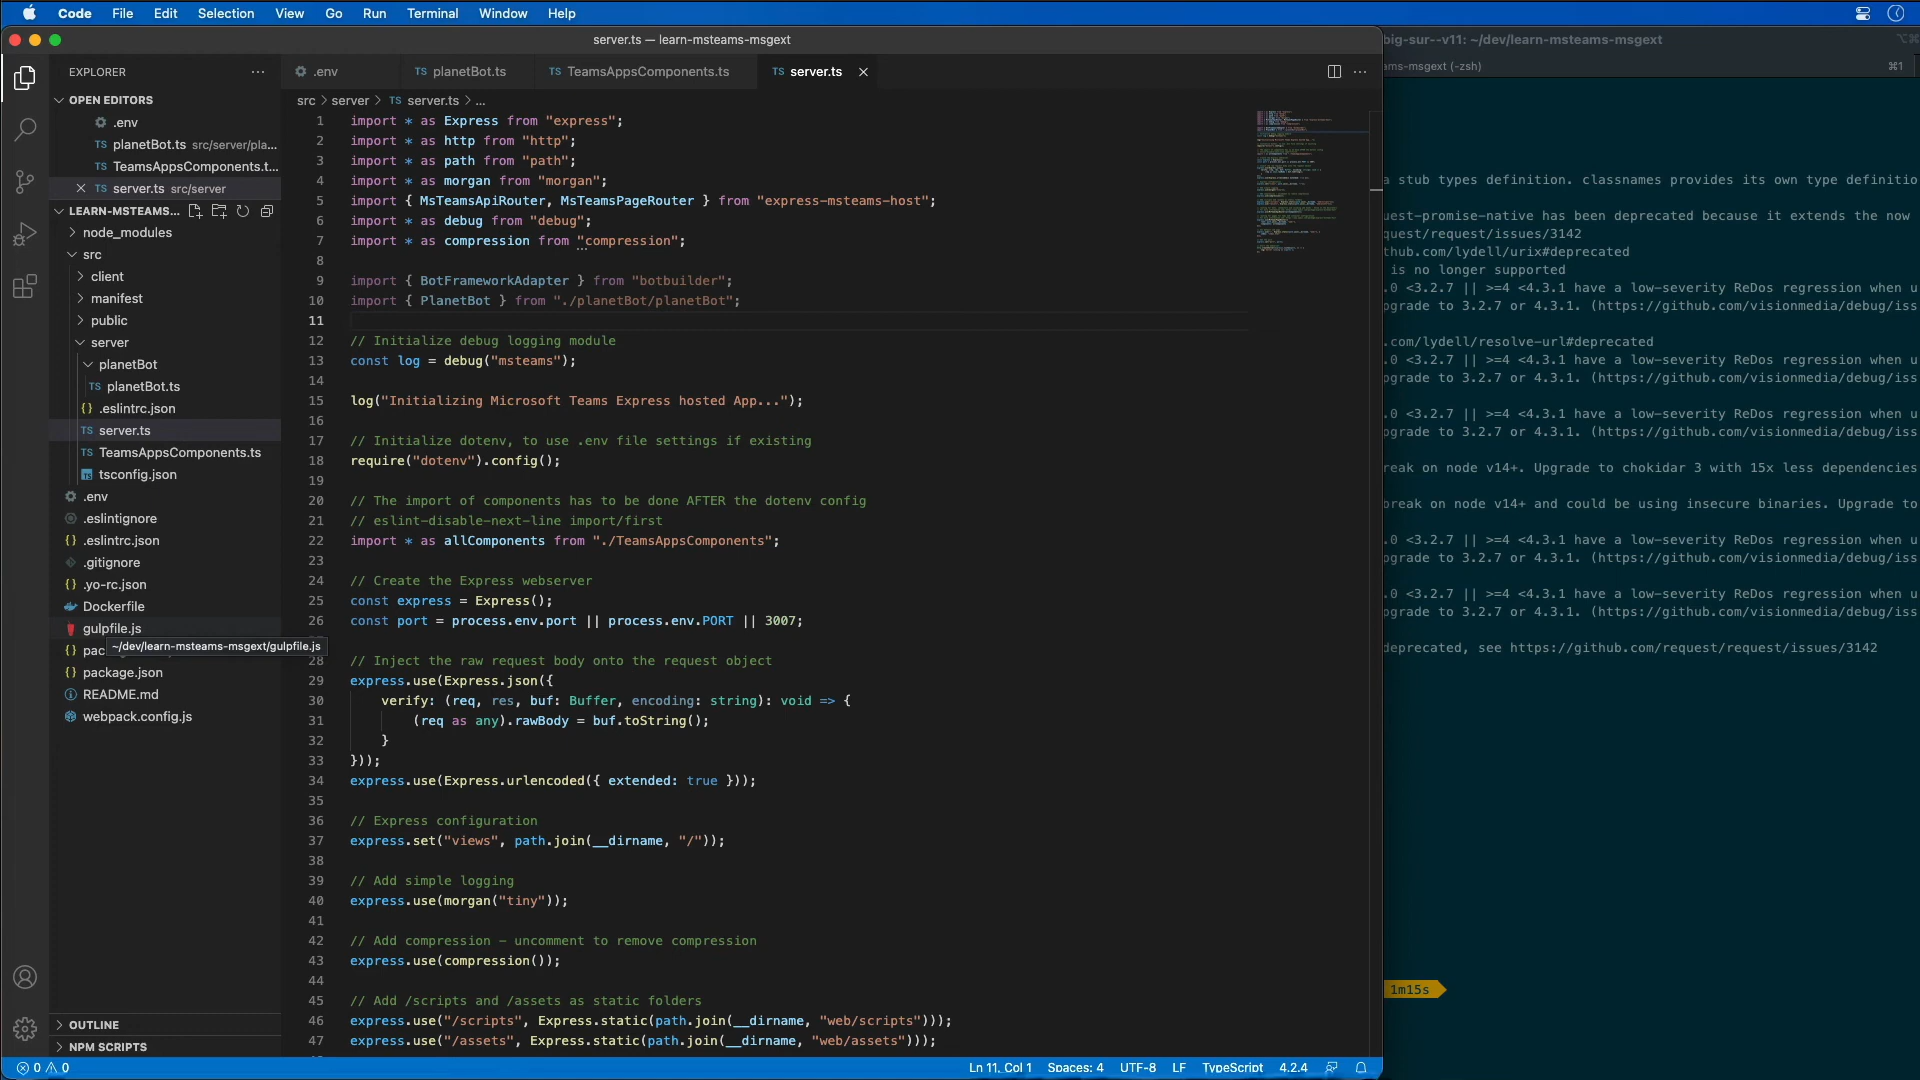 Code File Edit Selection View Go Run Terminal Window Help
server.ts — learn-msteams-msgext
EXPLORER
OPEN EDITORS
.env
TS planetBot.ts src/server/pla...
TS TeamsAppsComponents.t...
TS server.ts src/server
LEARN-MSTEAMS...
node_modules
src
client
manifest
public
server
planetBot
TS planetBot.ts
{} .eslintrc.json
TS server.ts
TS TeamsAppsComponents.ts
tsconfig.json
.env
.eslintignore
{} .eslintrc.json
.gitignore
{} .yo-rc.json
Dockerfile
gulpfile.js
{} pac
~/dev/learn-msteams-msgext/gulpfile.js
{} package.json
README.md
webpack.config.js
OUTLINE
NPM SCRIPTS
.env TS planetBot.ts TS TeamsAppsComponents.ts TS server.ts
src > server > TS server.ts > ...
1 import * as Express from "express";
2 import * as http from "http";
3 import * as path from "path";
4 import * as morgan from "morgan";
5 import { MsTeamsApiRouter, MsTeamsPageRouter } from "express-msteams-host";
6 import * as debug from "debug";
7 import * as compression from "compression";
8
9 import { BotFrameworkAdapter } from "botbuilder";
10 import { PlanetBot } from "./planetBot/planetBot";
11
12 // Initialize debug logging module
13 const log = debug("msteams");
14
15 log("Initializing Microsoft Teams Express hosted App...");
16
17 // Initialize dotenv, to use .env file settings if existing
18 require("dotenv").config();
19
20 // The import of components has to be done AFTER the dotenv config
21 // eslint-disable-next-line import/first
22 import * as allComponents from "./TeamsAppsComponents";
23
24 // Create the Express webserver
25 const express = Express();
26 const port = process.env.port || process.env.PORT || 3007;
28 // Inject the raw request body onto the request object
29 express.use(Express.json({
30 verify: (req, res, buf: Buffer, encoding: string): void => {
31 (req as any).rawBody = buf.toString();
32 }
33 }));
34 express.use(Express.urlencoded({ extended: true }));
35
36 // Express configuration
37 express.set("views", path.join(__dirname, "/"));
38
39 // Add simple logging
40 express.use(morgan("tiny"));
41
42 // Add compression - uncomment to remove compression
43 express.use(compression());
44
45 // Add /scripts and /assets as static folders
46 express.use("/scripts", Express.static(path.join(__dirname, "web/scripts")));
47 express.use("/assets", Express.static(path.join(__dirname, "web/assets")));
0 0 Ln 11, Col 1 Spaces: 4 UTF-8 LF TypeScript 4.2.4
big-sur--v11: ~/dev/learn-msteams-msgext
ms-msgext (-zsh) ⌘1
a stub types definition. classnames provides its own type definitio
uest-promise-native has been deprecated because it extends the now
quest/request/issues/3142
thub.com/lydell/urix#deprecated
is no longer supported
.0 <3.2.7 || >=4 <4.3.1 have a low-severity ReDos regression when u
pgrade to 3.2.7 or 4.3.1. (https://github.com/visionmedia/debug/iss
.com/lydell/resolve-url#deprecated
.0 <3.2.7 || >=4 <4.3.1 have a low-severity ReDos regression when u
pgrade to 3.2.7 or 4.3.1. (https://github.com/visionmedia/debug/iss
.0 <3.2.7 || >=4 <4.3.1 have a low-severity ReDos regression when u
pgrade to 3.2.7 or 4.3.1. (https://github.com/visionmedia/debug/iss
reak on node v14+. Upgrade to chokidar 3 with 15x less dependencies
break on node v14+ and could be using insecure binaries. Upgrade to
.0 <3.2.7 || >=4 <4.3.1 have a low-severity ReDos regression when u
pgrade to 3.2.7 or 4.3.1. (https://github.com/visionmedia/debug/iss
.0 <3.2.7 || >=4 <4.3.1 have a low-severity ReDos regression when u
pgrade to 3.2.7 or 4.3.1. (https://github.com/visionmedia/debug/iss
deprecated, see https://github.com/request/request/issues/3142
1m15s